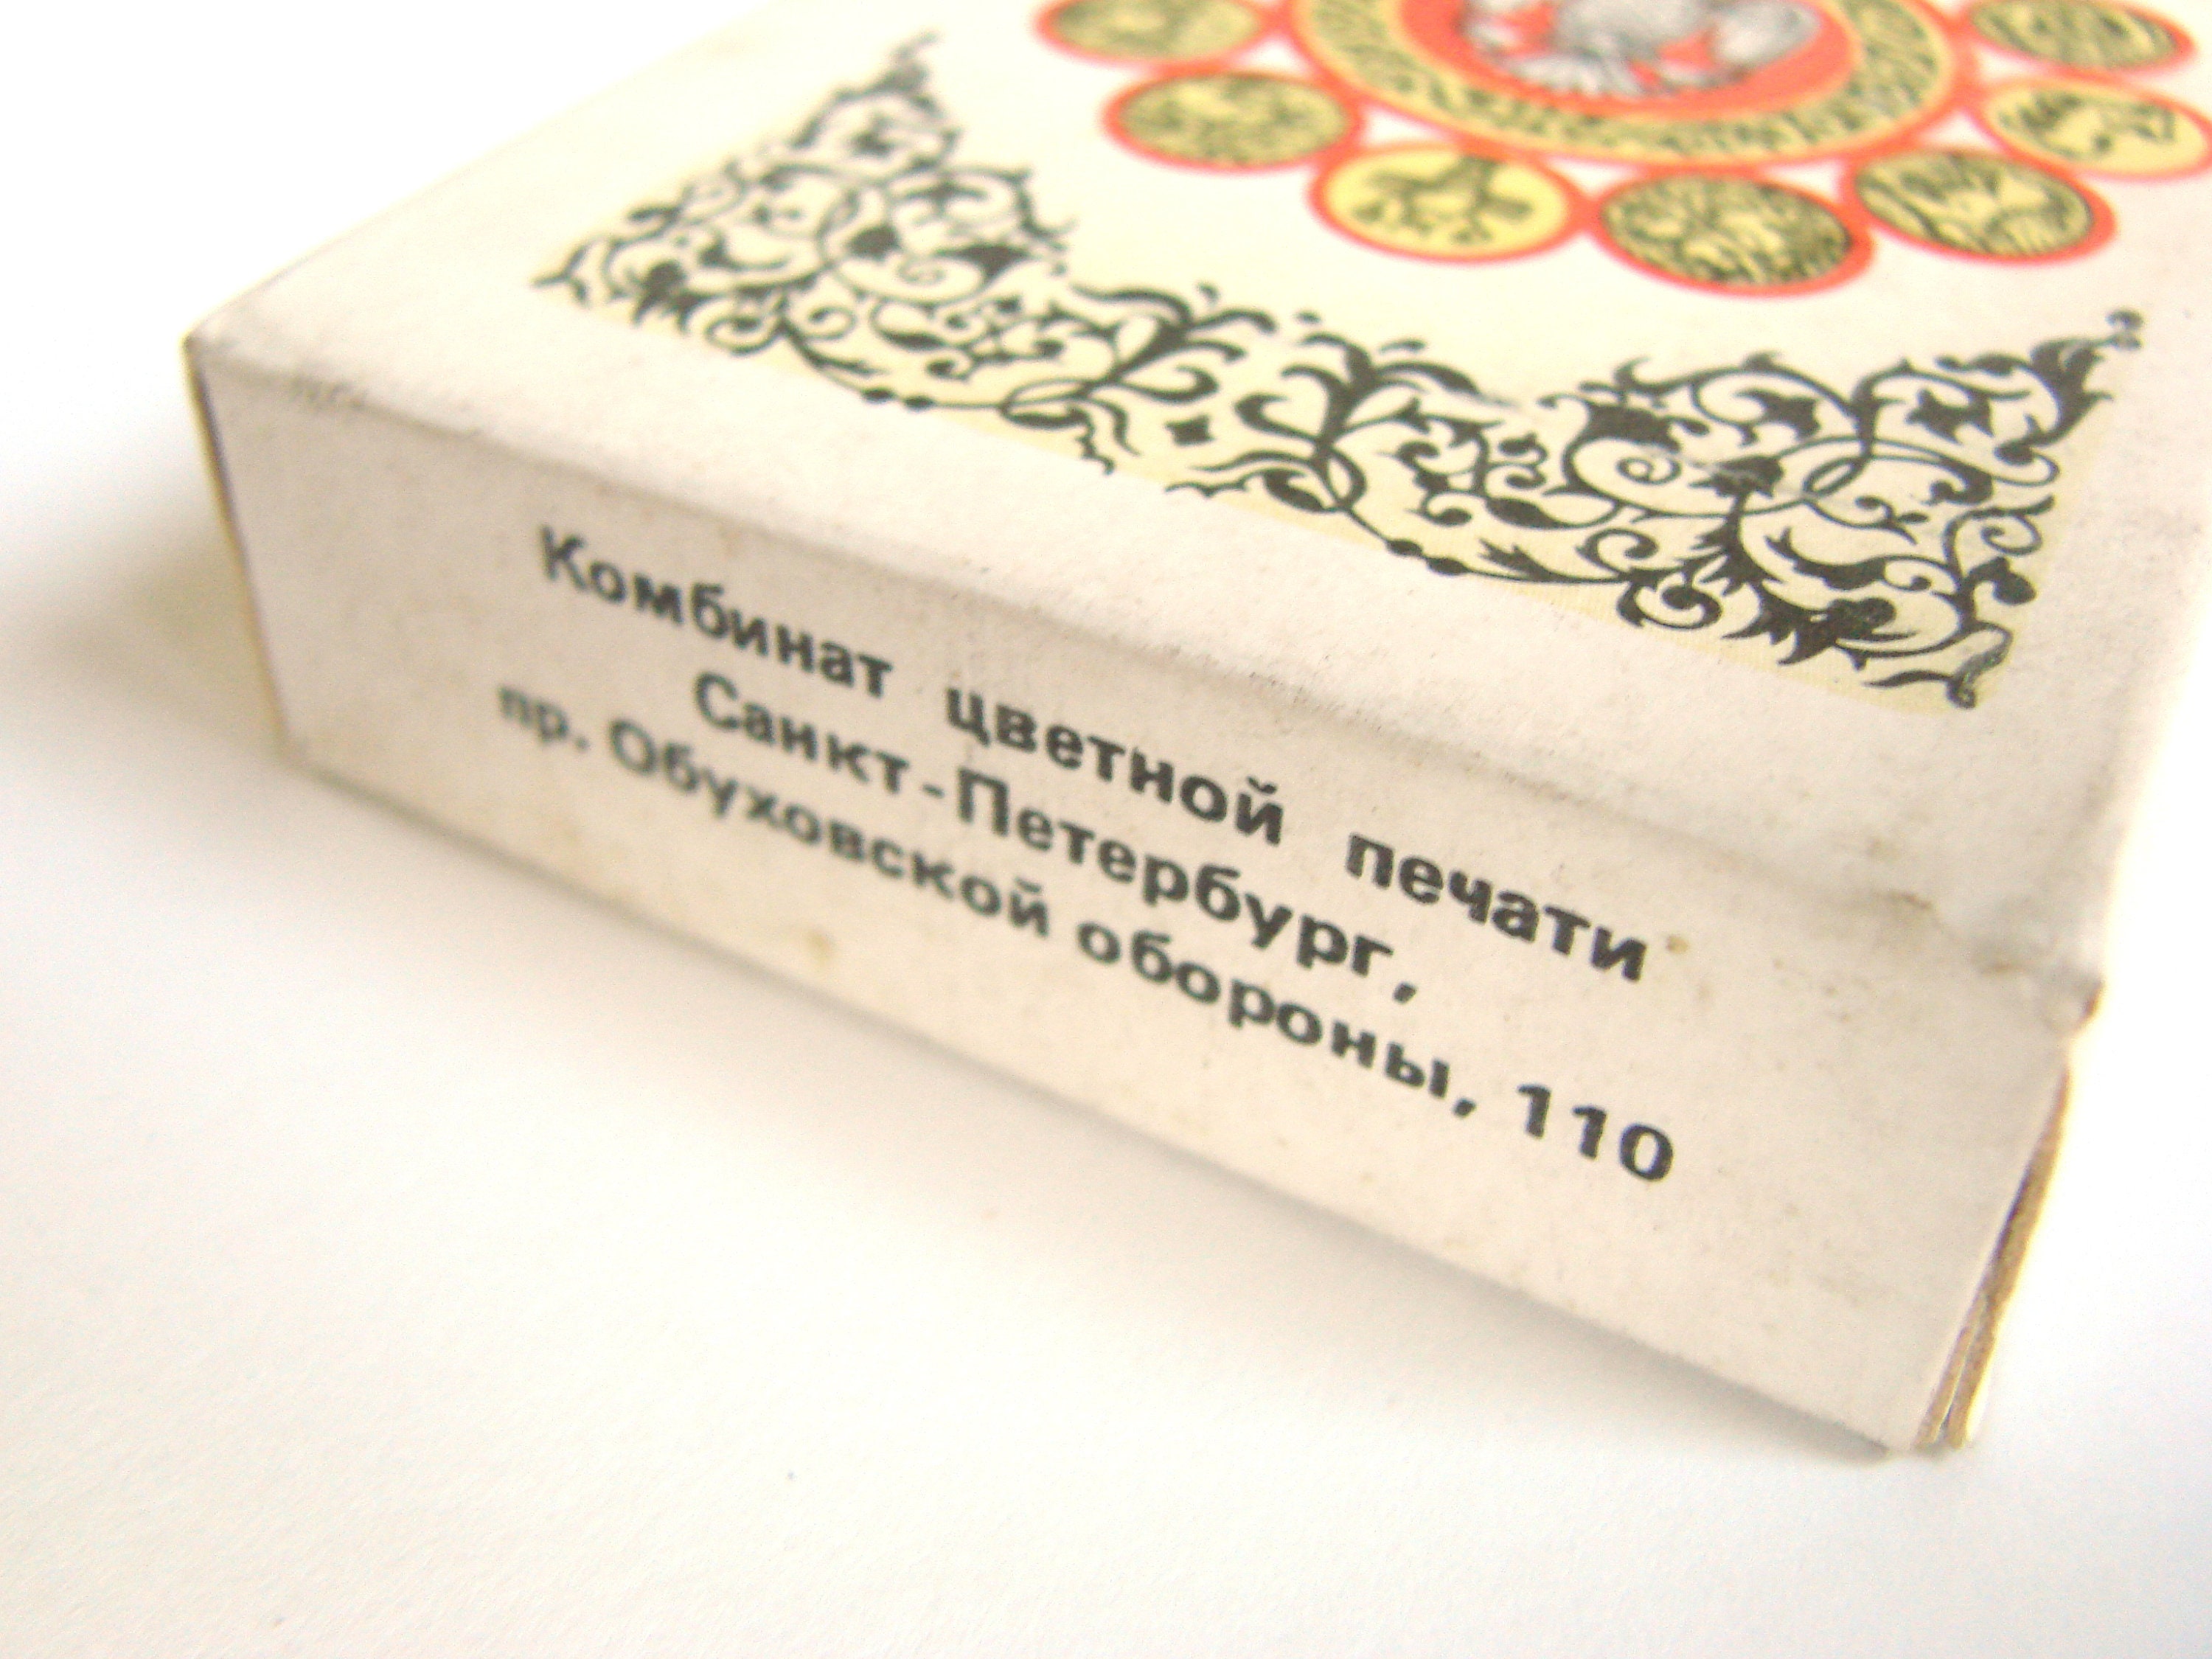 Комбинат цветной печати
Санкт-Петербург,
пр. Обуховской обороны, 110